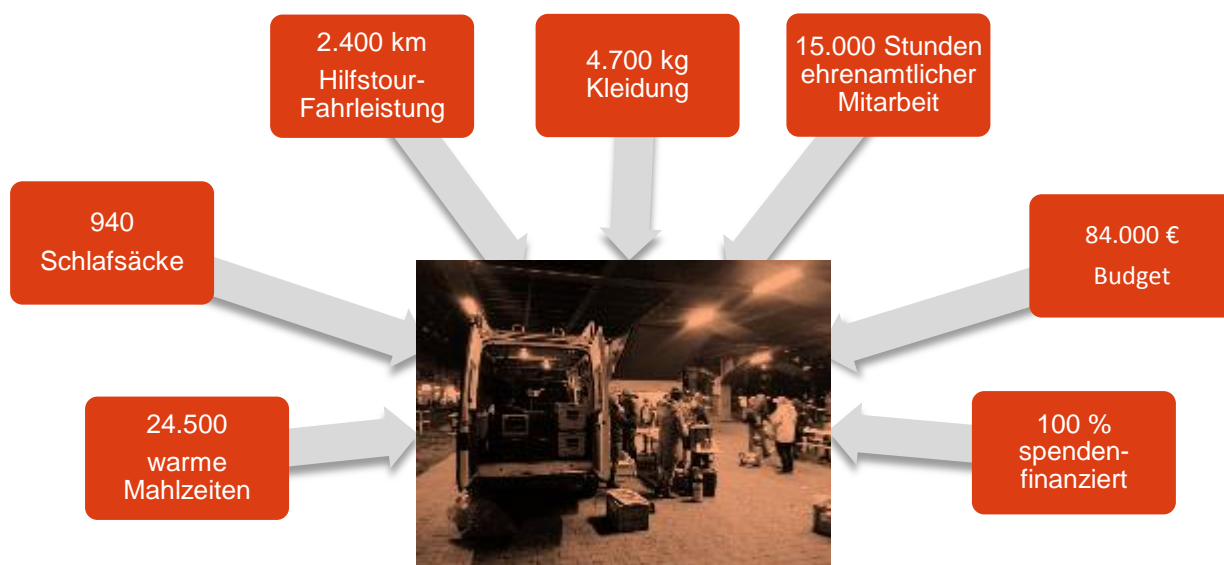 2.400 km
Hilfstour-
Fahrleistung
4.700 kg
Kleidung
15.000 Stunden
ehrenamtlicher
Mitarbeit
940
Schlafsäcke
84.000 €
Budget
24.500
warme
Mahlzeiten
100 %
spenden-
finanziert